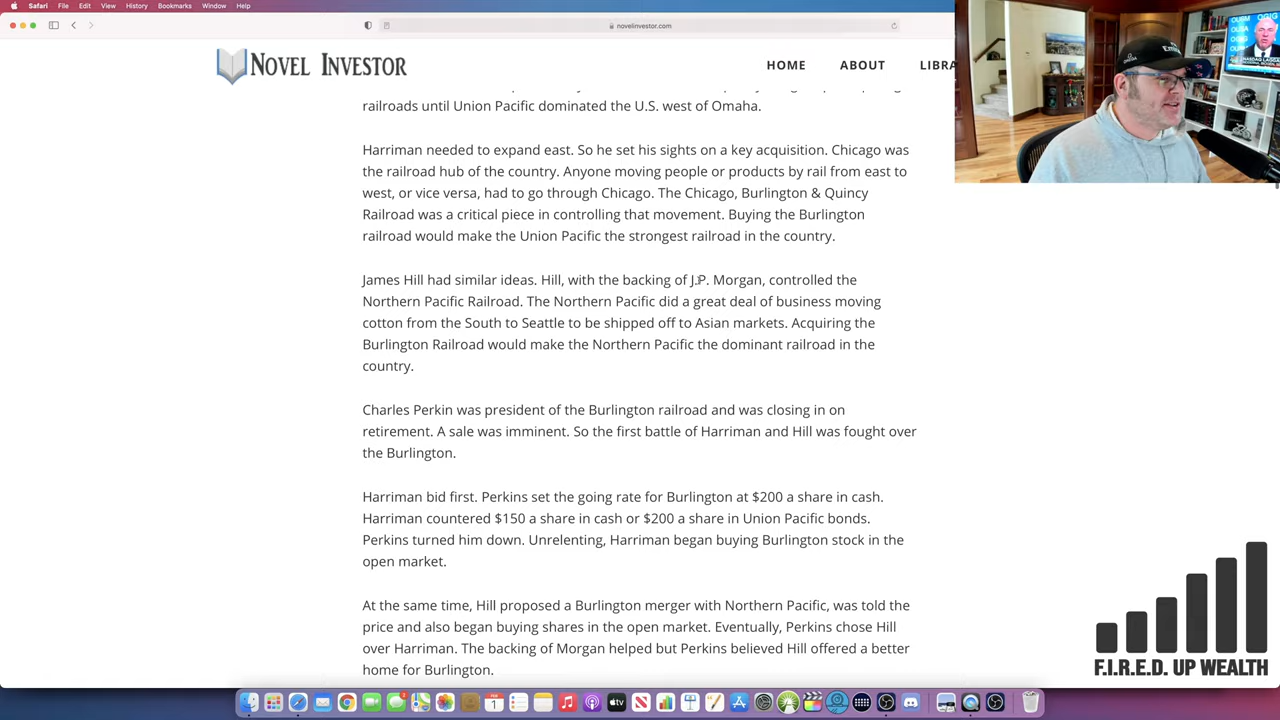 Safari File Edit View History Bookmarks Window Help
novelinvestor.com
NOVEL INVESTOR
HOME ABOUT LIBRA
railroads until Union Pacific dominated the U.S. west of Omaha.
Harriman needed to expand east. So he set his sights on a key acquisition. Chicago was
the railroad hub of the country. Anyone moving people or products by rail from east to
west, or vice versa, had to go through Chicago. The Chicago, Burlington & Quincy
Railroad was a critical piece in controlling that movement. Buying the Burlington
railroad would make the Union Pacific the strongest railroad in the country.
James Hill had similar ideas. Hill, with the backing of J.P. Morgan, controlled the
Northern Pacific Railroad. The Northern Pacific did a great deal of business moving
cotton from the South to Seattle to be shipped off to Asian markets. Acquiring the
Burlington Railroad would make the Northern Pacific the dominant railroad in the
country.
Charles Perkin was president of the Burlington railroad and was closing in on
retirement. A sale was imminent. So the first battle of Harriman and Hill was fought over
the Burlington.
Harriman bid first. Perkins set the going rate for Burlington at $200 a share in cash.
Harriman countered $150 a share in cash or $200 a share in Union Pacific bonds.
Perkins turned him down. Unrelenting, Harriman began buying Burlington stock in the
open market.
At the same time, Hill proposed a Burlington merger with Northern Pacific, was told the
price and also began buying shares in the open market. Eventually, Perkins chose Hill
over Harriman. The backing of Morgan helped but Perkins believed Hill offered a better
home for Burlington.
F.I.R.E.D. UP WEALTH